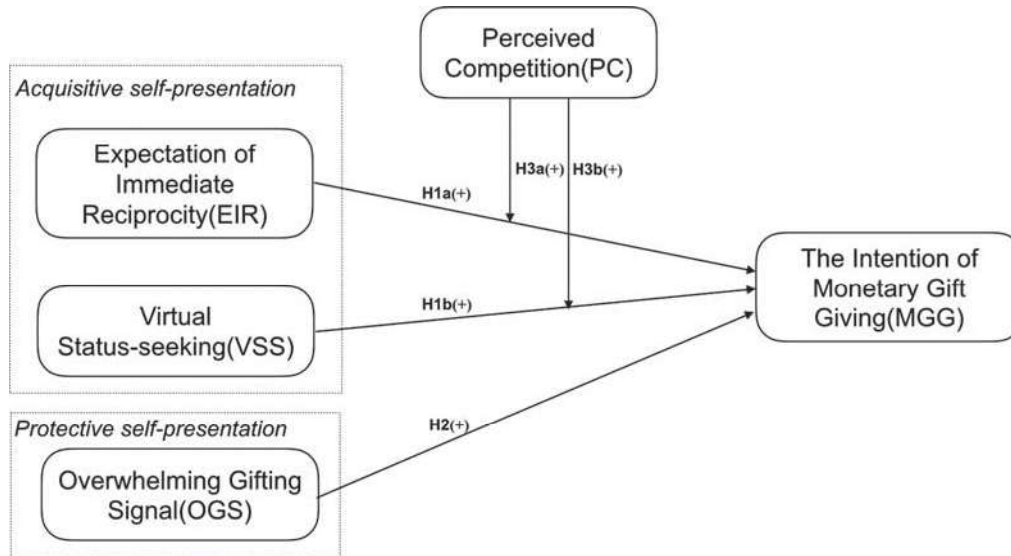 Perceived
Competition(PC)
Acquisitive self-presentation
Expectation of
Immediate
Reciprocity(EIR)
H3a(+)
H3b(+)
H1a(+)
The Intention of
Monetary Gift
Giving(MGG)
Virtual
Status-seeking(VSS)
H1b(+)
Protective self-presentation
H2(+)
Overwhelming Gifting
Signal(OGS)